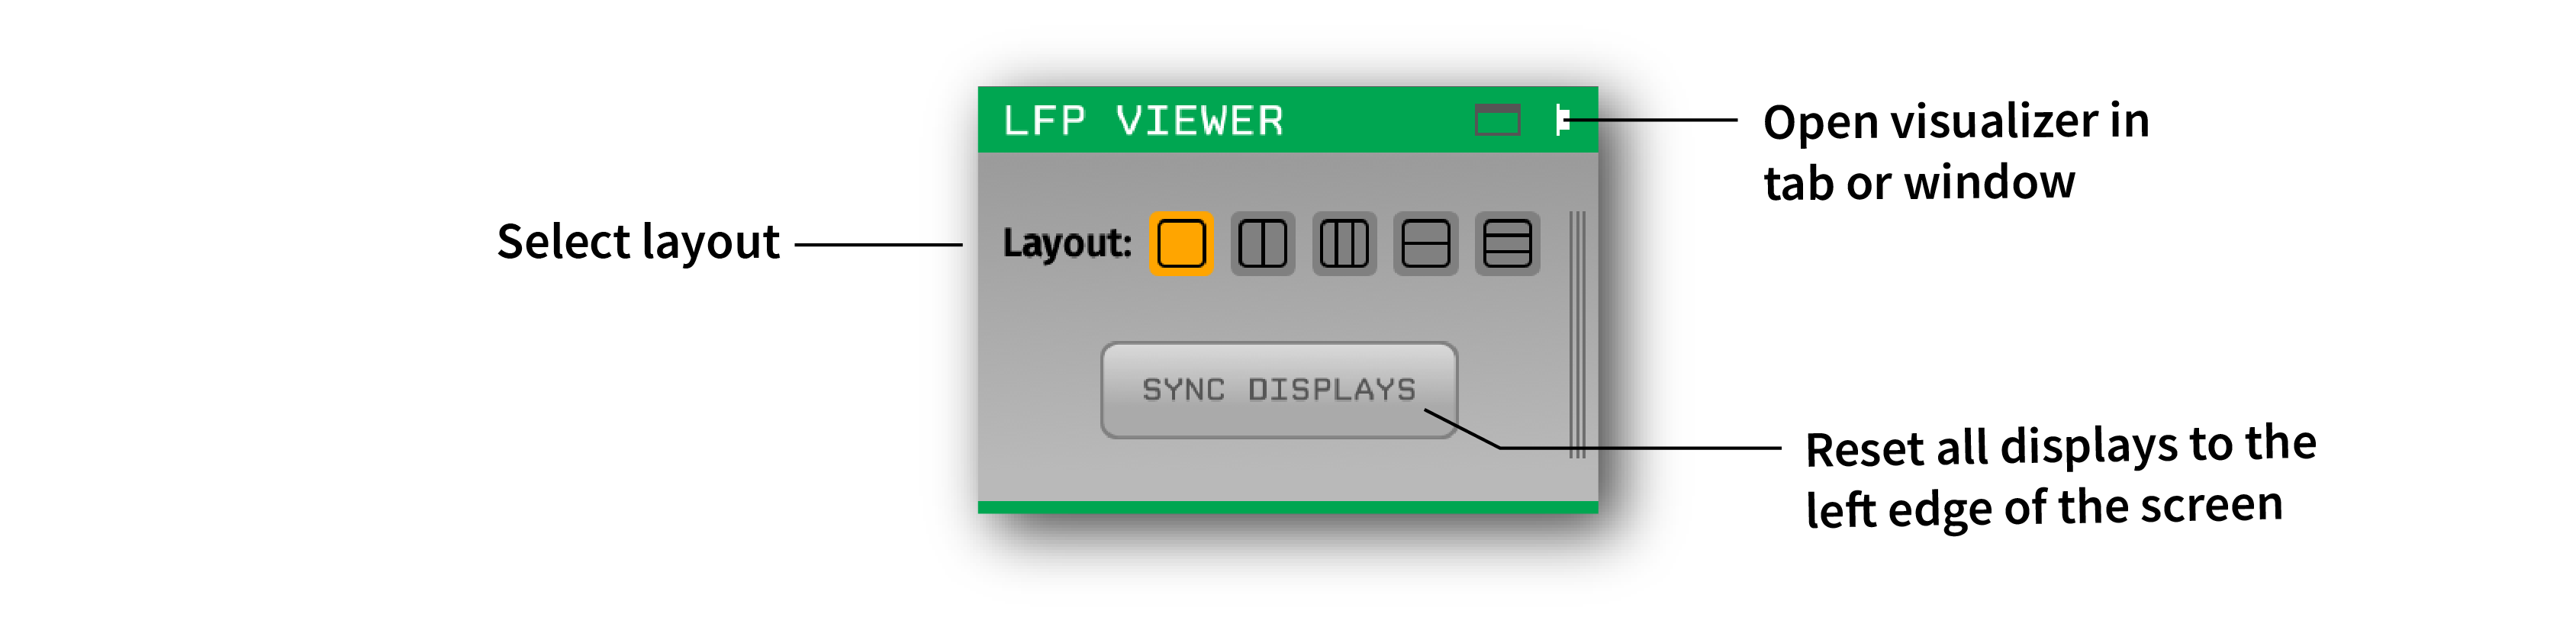 LFP VIEWER
Open visualizer in
tab or window
Select layout
Layout:
SYNC DISPLAYS
Reset all displays to the
left edge of the screen